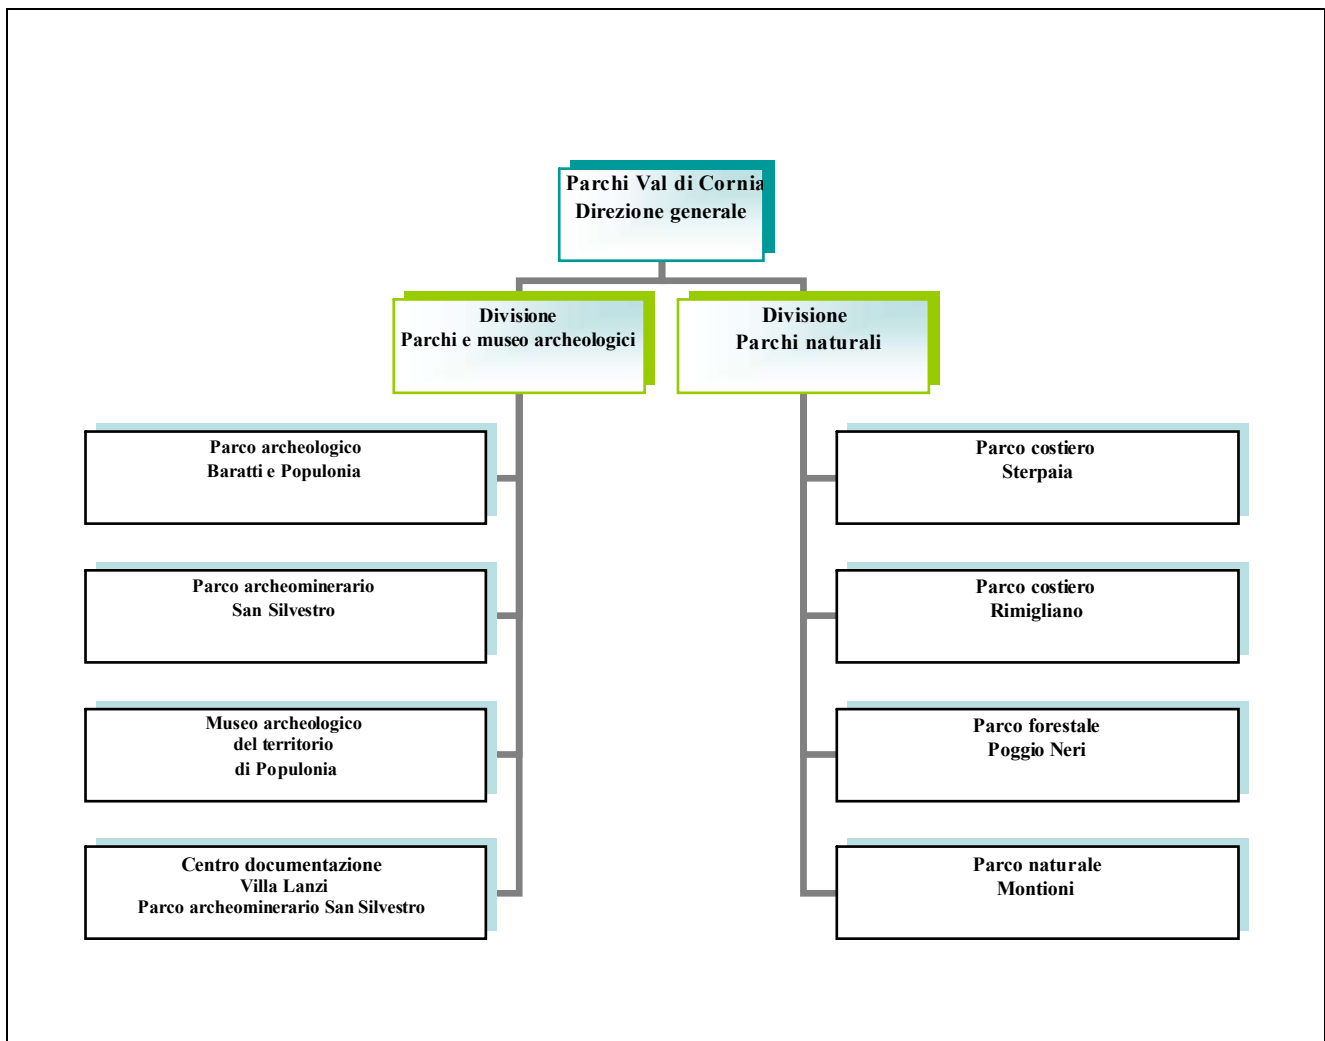 Parchi Val di Cornia
Direzione generale
Divisione
Parchi e museo archeologici
Divisione
Parchi naturali
Parco archeologico
Baratti e Populonia
Parco archeominerario
San Silvestro
Museo archeologico
del territorio
di Populonia
Centro documentazione
Villa Lanzi
Parco archeominerario San Silvestro
Parco costiero
Sterpaia
Parco costiero
Rimigliano
Parco forestale
Poggio Neri
Parco naturale
Montioni